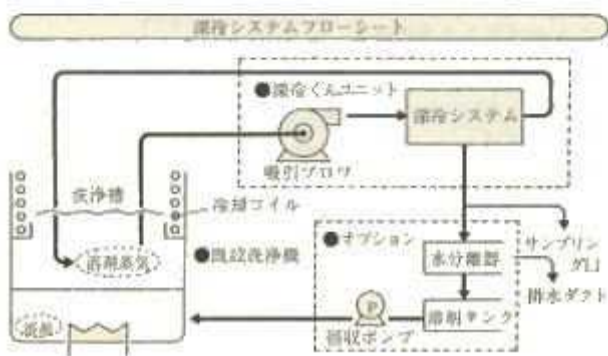 深冷システムフローシート
●深冷くんユニット
深冷システム
吸引ブロワ
洗浄槽
冷却コイル
溶剤蒸気
●既設洗浄機
●オプション
水分離器
サンプリン
グ口
排水ダクト
P
溶剤タンク
回収ポンプ
液相